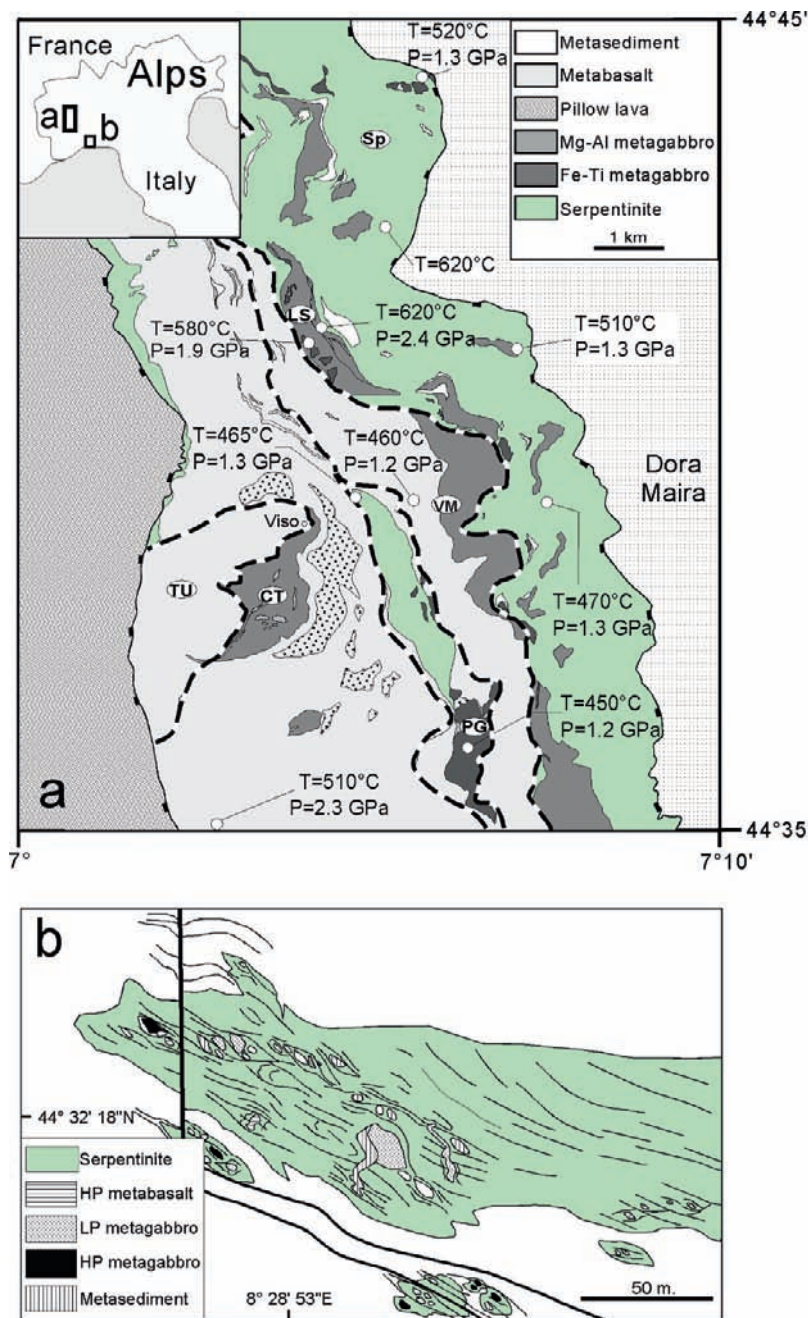 44°45'
France
Alps
a
b
Italy
T=520°C
P=1.3 GPa
Sp
Metasediment
Metabasalt
Pillow lava
Mg-Al metagabbro
Fe-Ti metagabbro
Serpentinite
1 km
T=620°C
LS
T=620°C
P=2.4 GPa
T=580°C
P=1.9 GPa
T=510°C
P=1.3 GPa
T=465°C
P=1.3 GPa
T=460°C
P=1.2 GPa
Dora
Maira
VM
Viso
TU
CT
T=470°C
P=1.3 GPa
T=450°C
P=1.2 GPa
PG
T=510°C
P=2.3 GPa
a
44°35
7°
7°10'
b
44° 32' 18"N
Serpentinite
HP metabasalt
LP metagabbro
HP metagabbro
Metasediment
8° 28' 53"E
50 m.